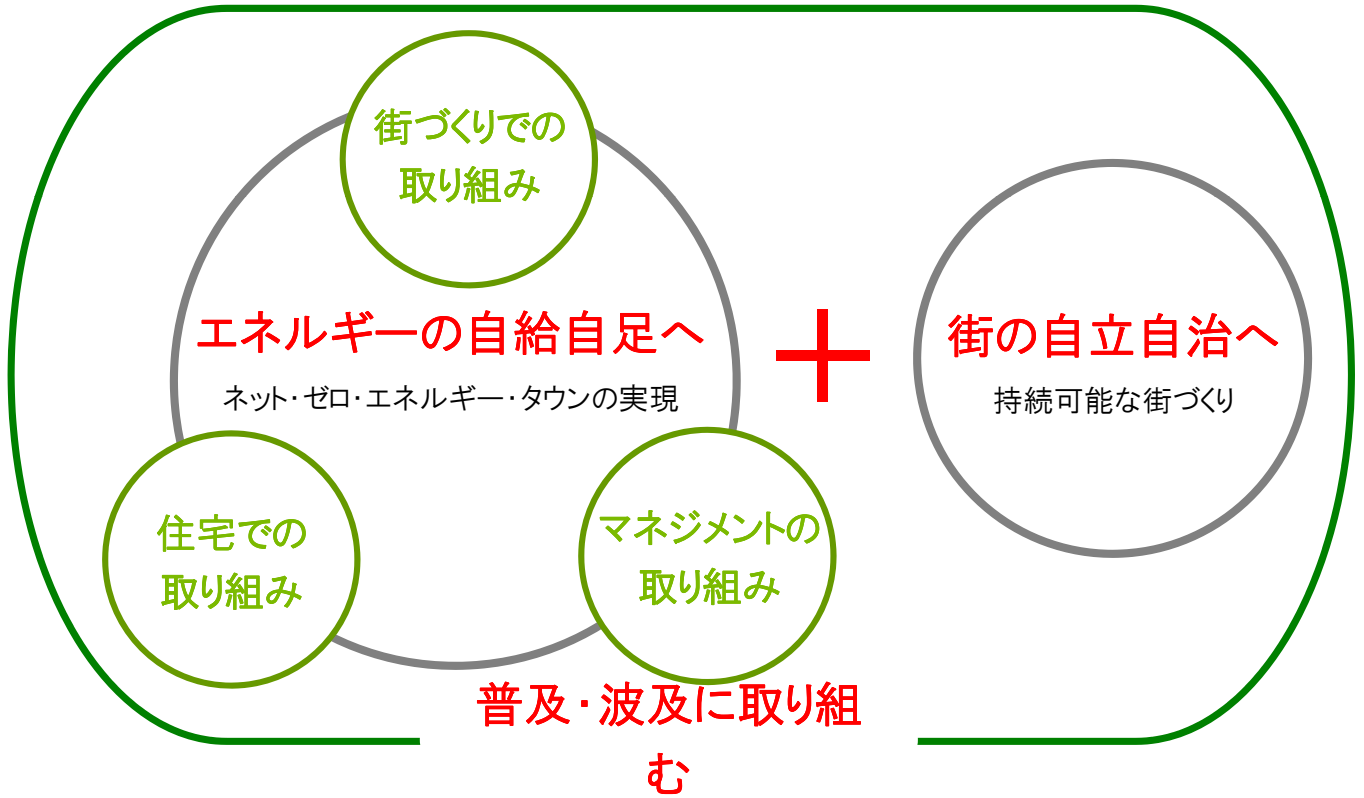 街づくりでの
取り組み
エネルギーの自給自足へ
ネット・ゼロ・エネルギー・タウンの実現
住宅での
取り組み
マネジメントの
取り組み
街の自立自治へ
持続可能な街づくり
普及・波及に取り組
む